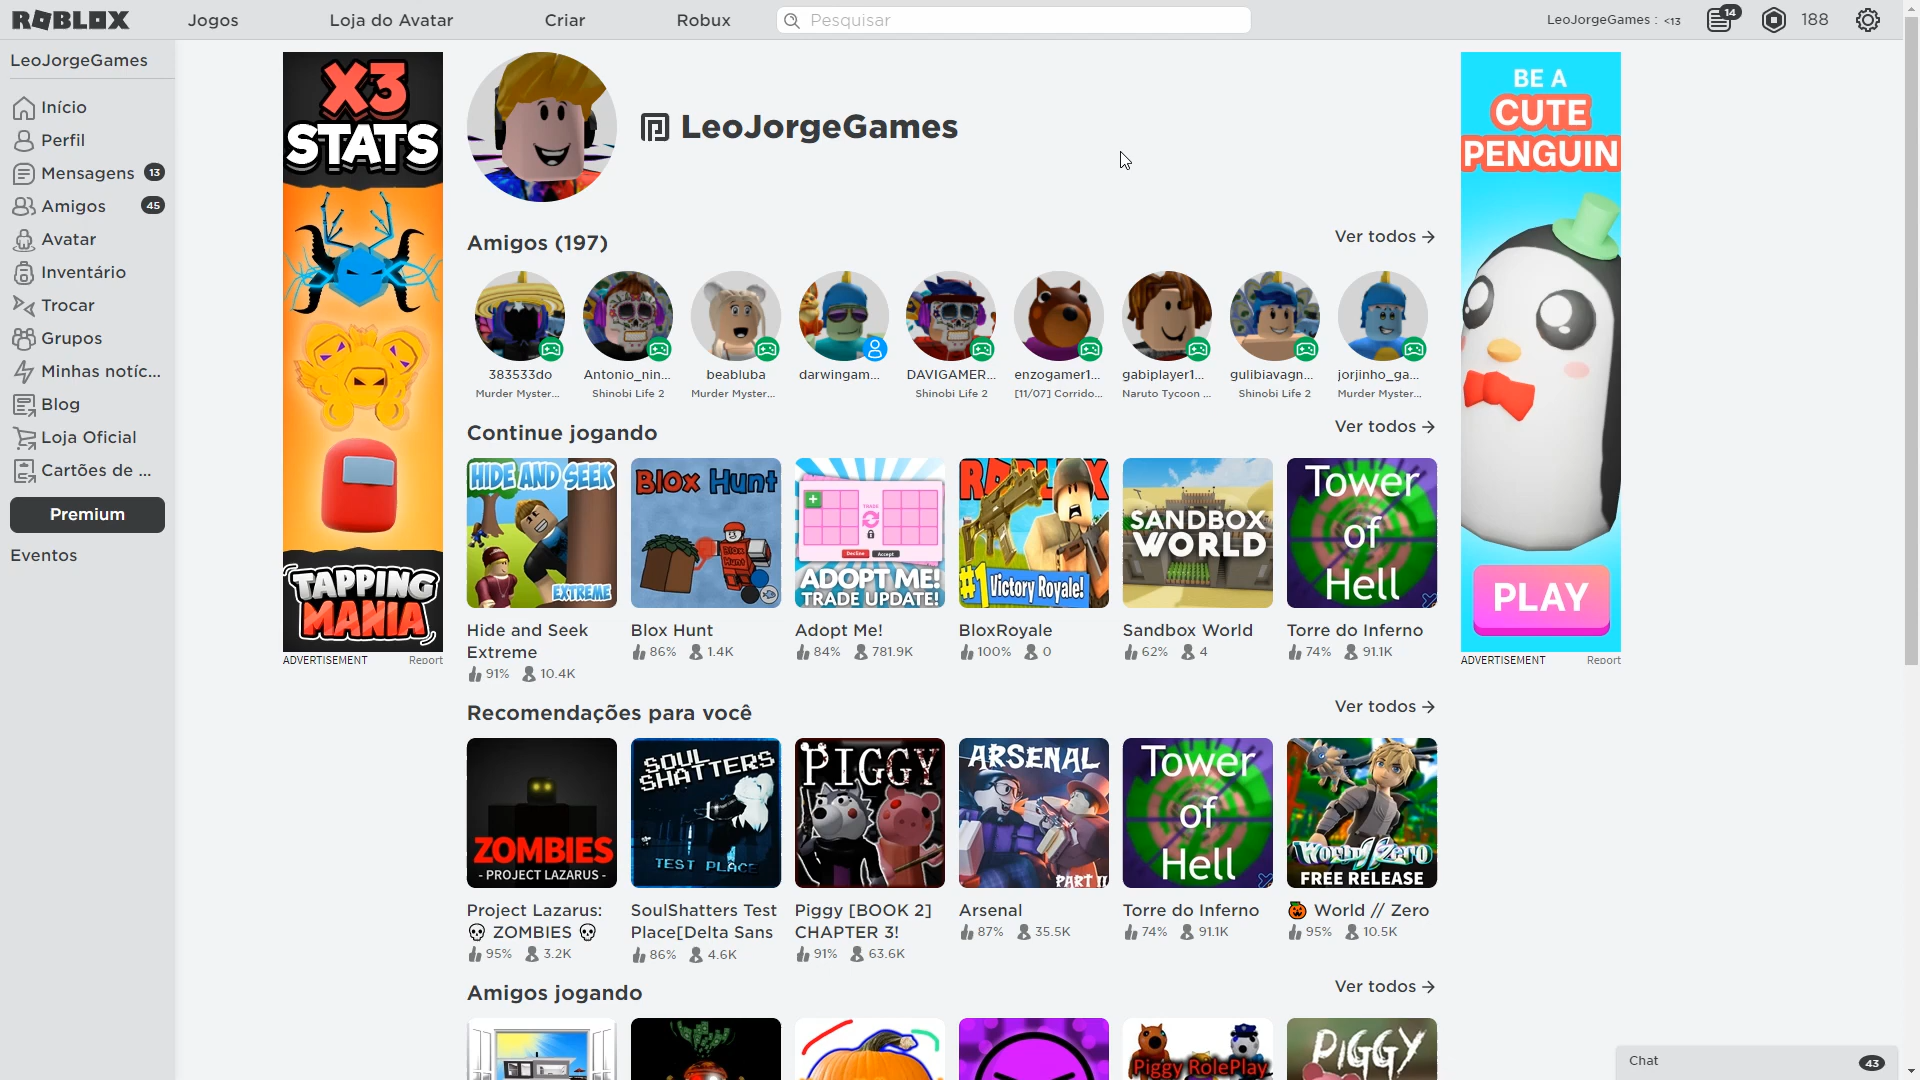 ROBLOX
Jogos
Loja do Avatar
Criar
Robux
Pesquisar
LeoJorgeGames : <13
14
188
LeoJorgeGames
Início
Perfil
Mensagens 13
Amigos 45
Avatar
Inventário
Trocar
Grupos
Minhas notíc...
Blog
Loja Oficial
Cartões de ...
Premium
Eventos
X3
STATS
TAPPING
MANIA
ADVERTISEMENT Report
LeoJorgeGames
Amigos (197)
Ver todos →
383533do
Antonio_nin...
beabluba
darwingam...
DAVIGAMER...
enzogamer1...
gabiplayer1...
gulibiavagn...
jorjinho_ga...
Murder Myster...
Shinobi Life 2
Murder Myster...
Shinobi Life 2
[11/07] Corrido...
Naruto Tycoon ...
Shinobi Life 2
Murder Myster...
Continue jogando
Ver todos →
HIDE AND SEEK
EXTREME
Blox Hunt
Blox
Hunt
TRADE
Decline
Accept
ADOPT ME!
TRADE UPDATE!
ROBLOX
#1 Victory Royale!
SANDBOX
WORLD
Tower
of
Hell
Hide and Seek
Extreme
91% 10.4K
Blox Hunt
86% 1.4K
Adopt Me!
84% 781.9K
BloxRoyale
100% 0
Sandbox World
62% 4
Torre do Inferno
74% 91.1K
Recomendações para você
Ver todos →
ZOMBIES
- PROJECT LAZARUS -
SOUL
SHATTERS
TEST PLACE
PIGGY
ARSENAL
PART II
Tower
of
Hell
World//Zero
FREE RELEASE
Project Lazarus:
💀 ZOMBIES 💀
95% 3.2K
SoulShatters Test
Place[Delta Sans
86% 4.6K
Piggy [BOOK 2]
CHAPTER 3!
91% 63.6K
Arsenal
87% 35.5K
Torre do Inferno
74% 91.1K
🎃 World // Zero
95% 10.5K
Amigos jogando
Ver todos →
Piggy RolePlay
PIGGY
BE A
CUTE
PENGUIN
PLAY
ADVERTISEMENT Report
Chat 43